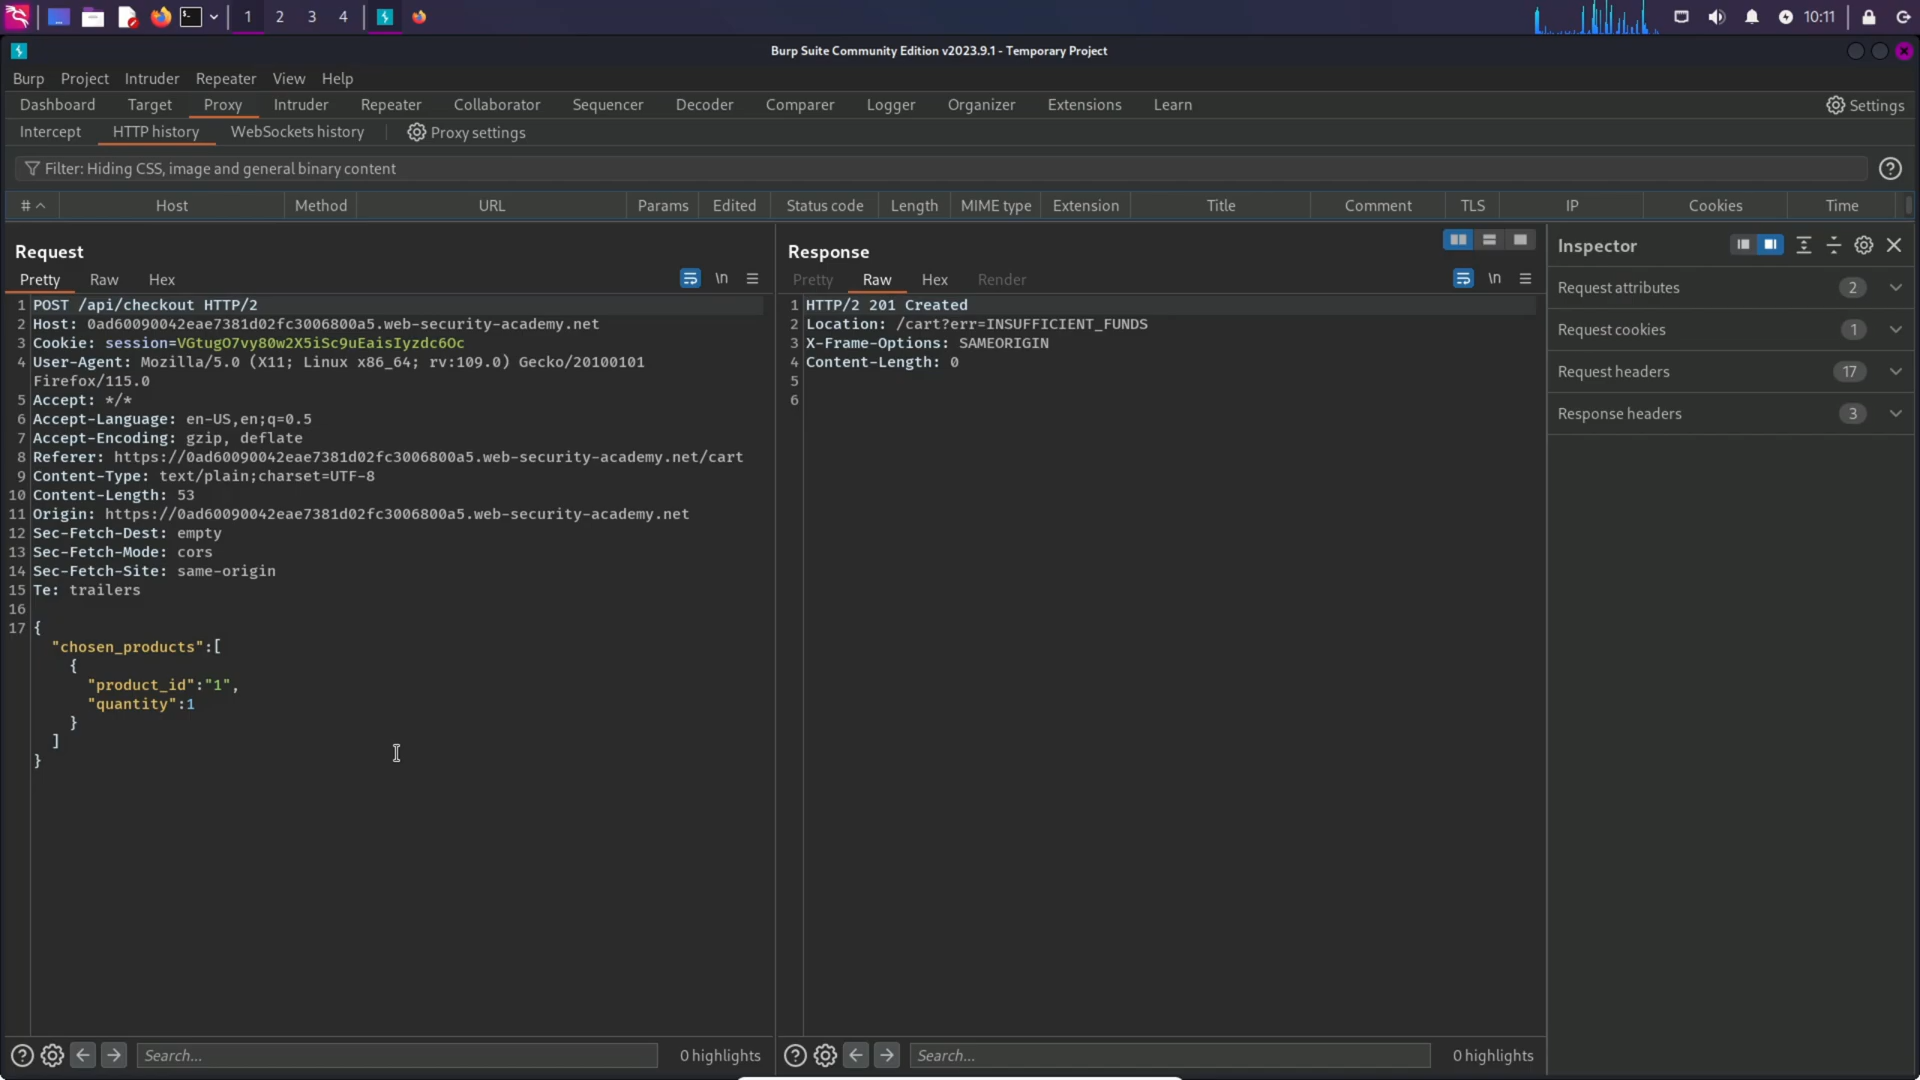 1 2 3 4 10:11
Burp Suite Community Edition v2023.9.1 - Temporary Project
Burp Project Intruder Repeater View Help
Dashboard Target Proxy Intruder Repeater Collaborator Sequencer Decoder Comparer Logger Organizer Extensions Learn Settings
Intercept HTTP history WebSockets history Proxy settings
Filter: Hiding CSS, image and general binary content
# Host Method URL Params Edited Status code Length MIME type Extension Title Comment TLS IP Cookies Time
Request
Pretty Raw Hex \n
1 POST /api/checkout HTTP/2
2 Host: 0ad60090042eae7381d02fc3006800a5.web-security-academy.net
3 Cookie: session=VGtugO7vy80w2X5iSc9uEaisIyzdc6Oc
4 User-Agent: Mozilla/5.0 (X11; Linux x86_64; rv:109.0) Gecko/20100101
Firefox/115.0
5 Accept: */*
6 Accept-Language: en-US,en;q=0.5
7 Accept-Encoding: gzip, deflate
8 Referer: https://0ad60090042eae7381d02fc3006800a5.web-security-academy.net/cart
9 Content-Type: text/plain;charset=UTF-8
10 Content-Length: 53
11 Origin: https://0ad60090042eae7381d02fc3006800a5.web-security-academy.net
12 Sec-Fetch-Dest: empty
13 Sec-Fetch-Mode: cors
14 Sec-Fetch-Site: same-origin
15 Te: trailers
16
17 {
"chosen_products":[
{
"product_id":"1",
"quantity":1
}
]
}
Search... 0 highlights
Response
Pretty Raw Hex Render \n
1 HTTP/2 201 Created
2 Location: /cart?err=INSUFFICIENT_FUNDS
3 X-Frame-Options: SAMEORIGIN
4 Content-Length: 0
5
6
Search... 0 highlights
Inspector
Request attributes 2
Request cookies 1
Request headers 17
Response headers 3